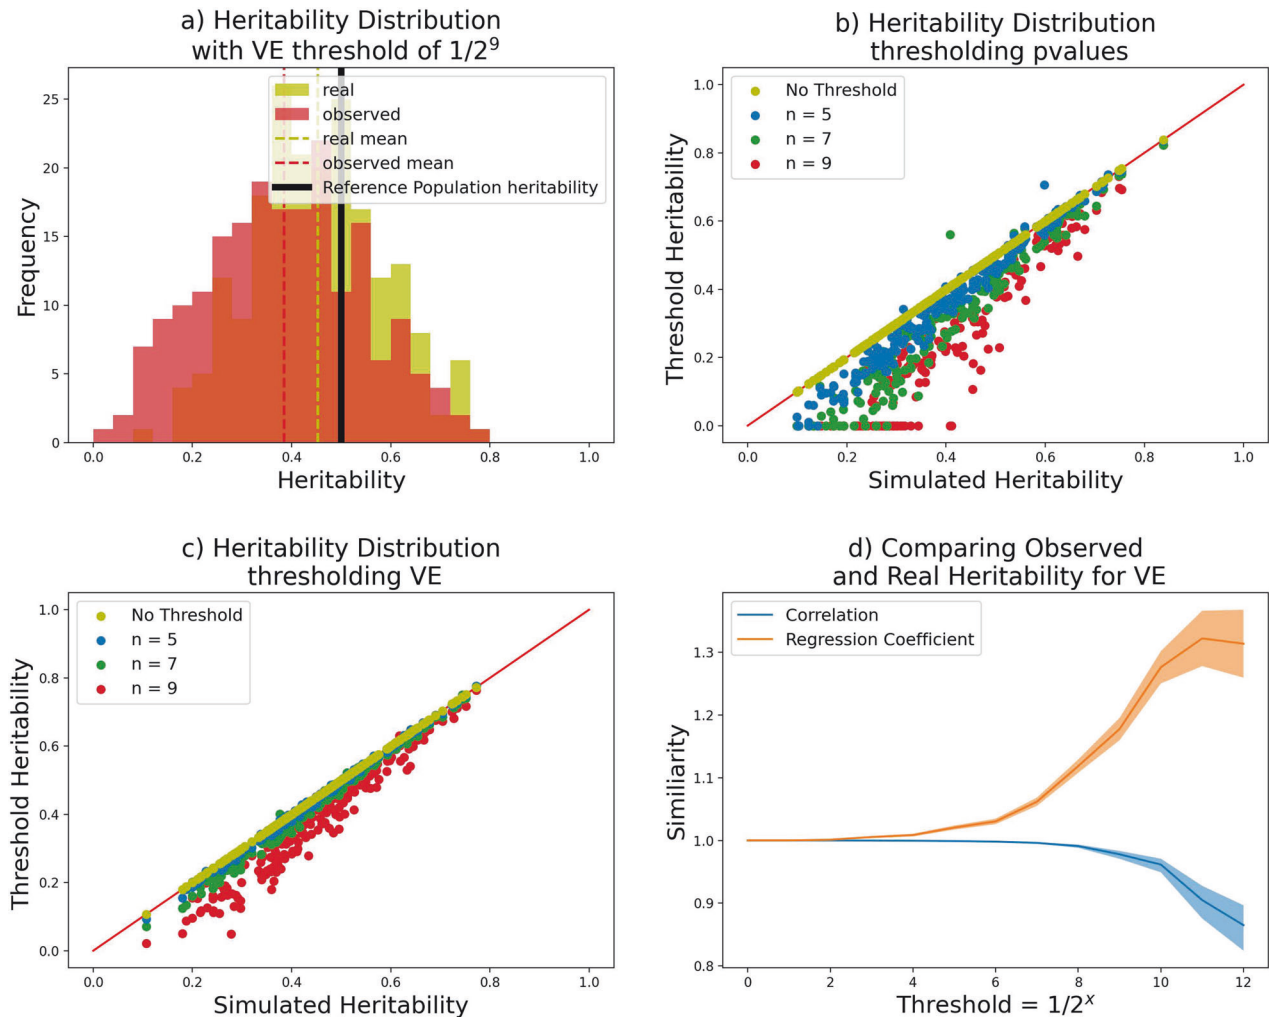 a) Heritability Distribution
with VE threshold of 1/2⁹
Frequency
25
20
15
10
5
0
real
observed
real mean
observed mean
Reference Population heritability
0.0 0.2 0.4 0.6 0.8 1.0
Heritability
b) Heritability Distribution
thresholding pvalues
Threshold Heritability
1.0
0.8
0.6
0.4
0.2
0.0
No Threshold
n = 5
n = 7
n = 9
0.0 0.2 0.4 0.6 0.8 1.0
Simulated Heritability
c) Heritability Distribution
thresholding VE
Threshold Heritability
1.0
0.8
0.6
0.4
0.2
0.0
No Threshold
n = 5
n = 7
n = 9
0.0 0.2 0.4 0.6 0.8 1.0
Simulated Heritability
d) Comparing Observed
and Real Heritability for VE
Similiarity
1.3
1.2
1.1
1.0
0.9
0.8
Correlation
Regression Coefficient
0 2 4 6 8 10 12
Threshold = 1/2ˣ